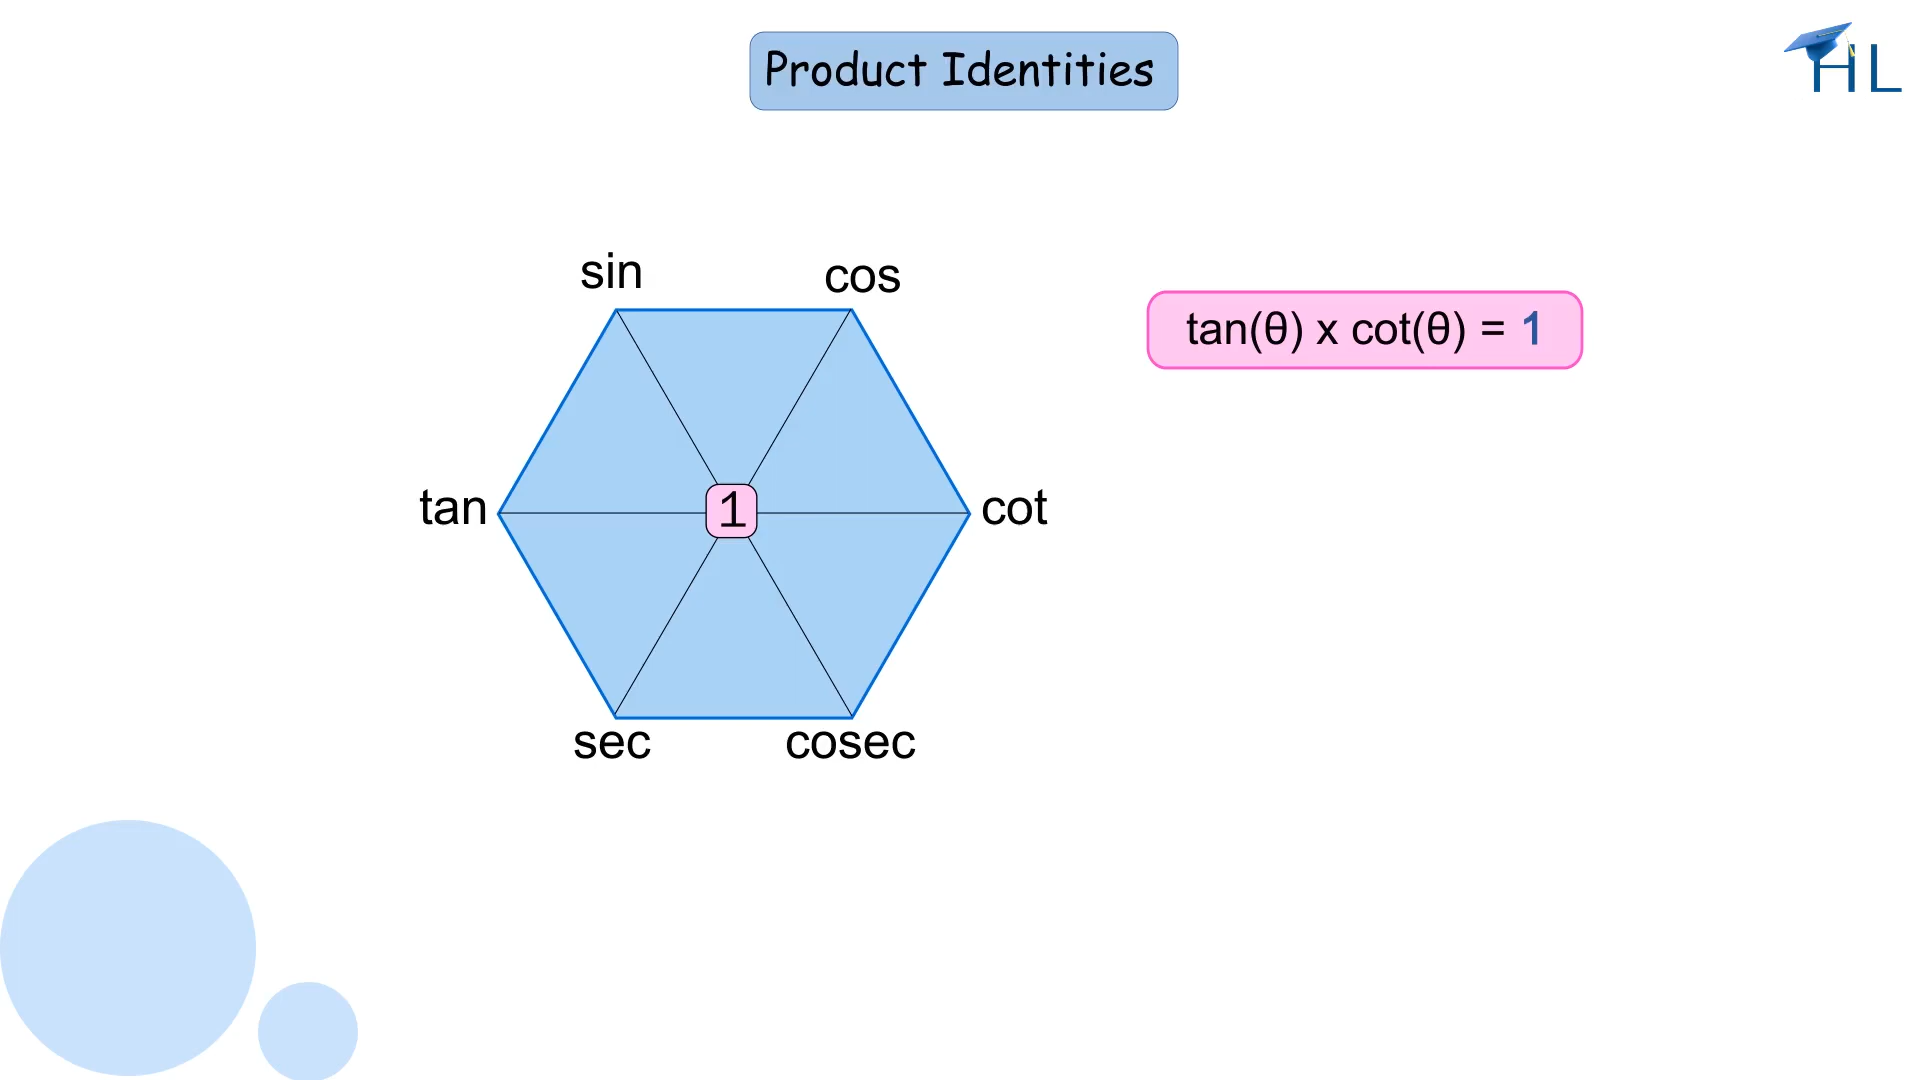 Product Identities
HL
sin
cos
tan(θ) x cot(θ) = 1
tan
1
cot
sec
cosec